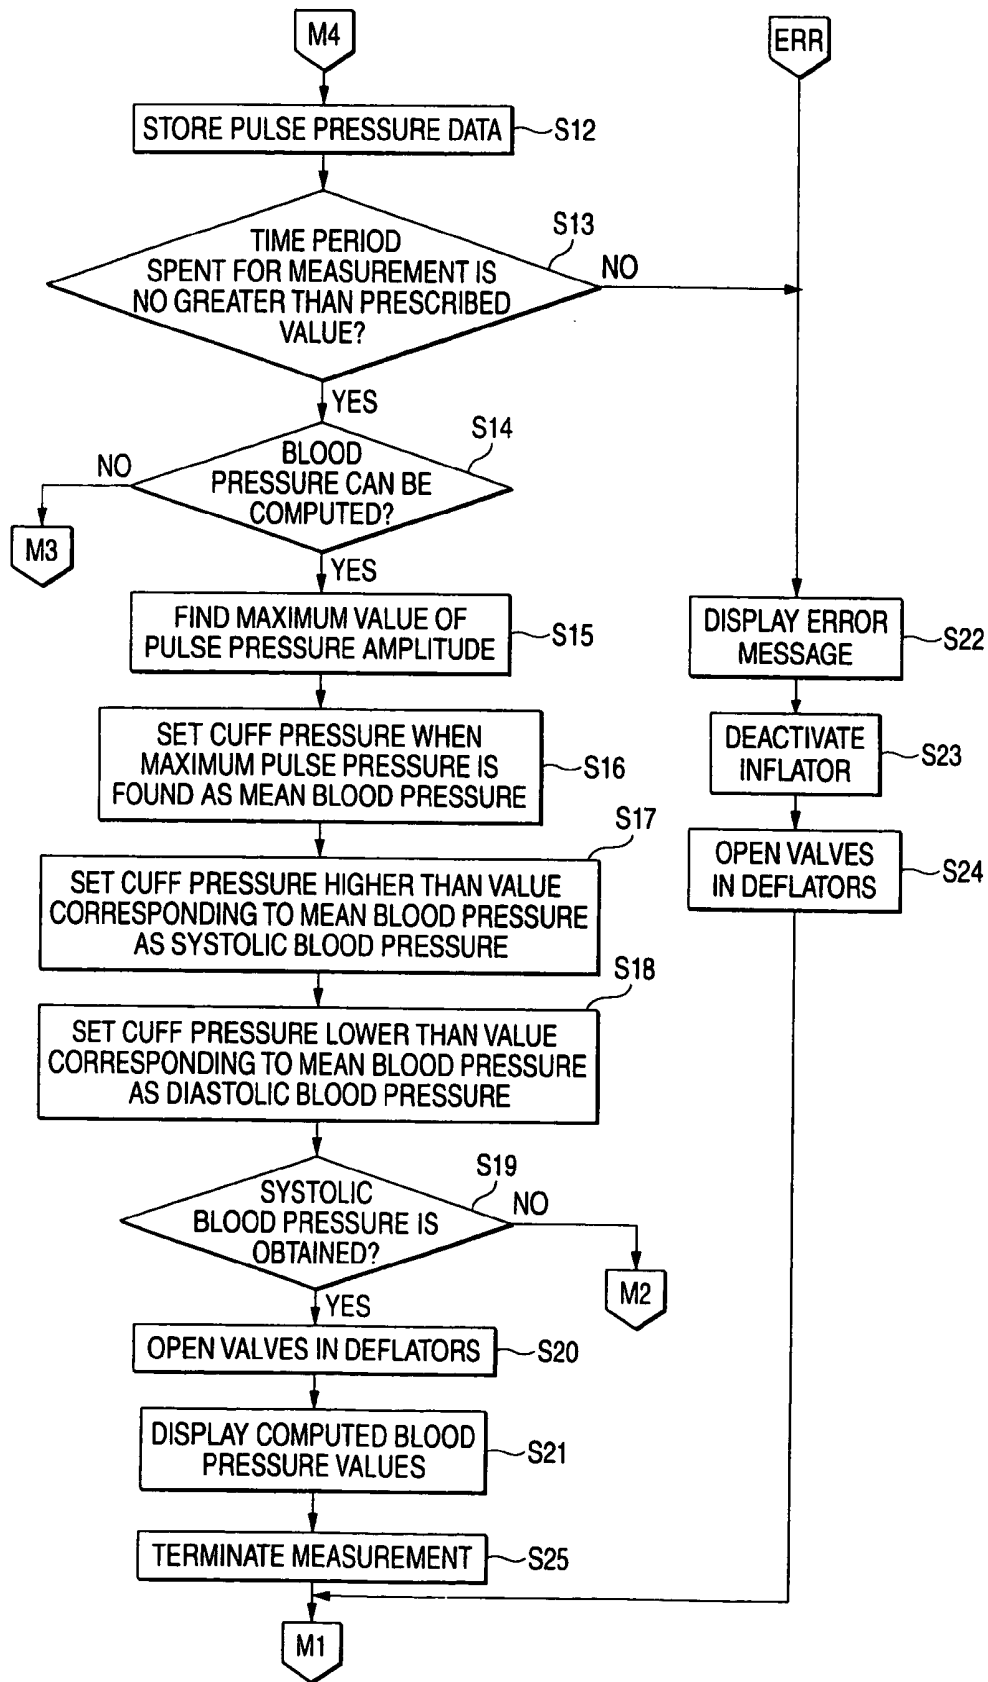 M4
ERR
STORE PULSE PRESSURE DATA
S12
TIME PERIOD
SPENT FOR MEASUREMENT IS
NO GREATER THAN PRESCRIBED
VALUE?
S13
NO
YES
BLOOD
PRESSURE CAN BE
COMPUTED?
S14
NO
M3
YES
FIND MAXIMUM VALUE OF
PULSE PRESSURE AMPLITUDE
S15
DISPLAY ERROR
MESSAGE
S22
SET CUFF PRESSURE WHEN
MAXIMUM PULSE PRESSURE IS
FOUND AS MEAN BLOOD PRESSURE
S16
DEACTIVATE
INFLATOR
S23
S17
SET CUFF PRESSURE HIGHER THAN VALUE
CORRESPONDING TO MEAN BLOOD PRESSURE
AS SYSTOLIC BLOOD PRESSURE
OPEN VALVES
IN DEFLATORS
S24
S18
SET CUFF PRESSURE LOWER THAN VALUE
CORRESPONDING TO MEAN BLOOD PRESSURE
AS DIASTOLIC BLOOD PRESSURE
SYSTOLIC
BLOOD PRESSURE IS
OBTAINED?
S19
NO
M2
YES
OPEN VALVES IN DEFLATORS
S20
DISPLAY COMPUTED BLOOD
PRESSURE VALUES
S21
TERMINATE MEASUREMENT
S25
M1